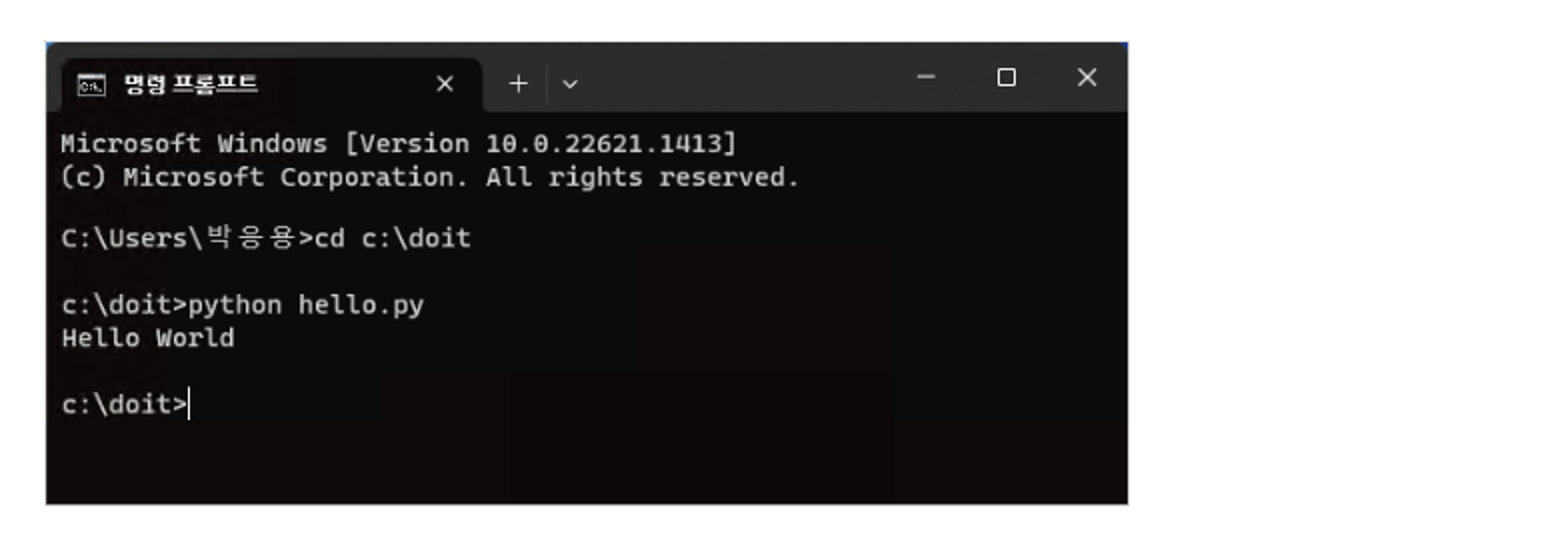 명령 프롬프트
Microsoft Windows [Version 10.0.22621.1413]
(c) Microsoft Corporation. All rights reserved.
C:\Users\박응용>cd c:\doit
c:\doit>python hello.py
Hello World
c:\doit>